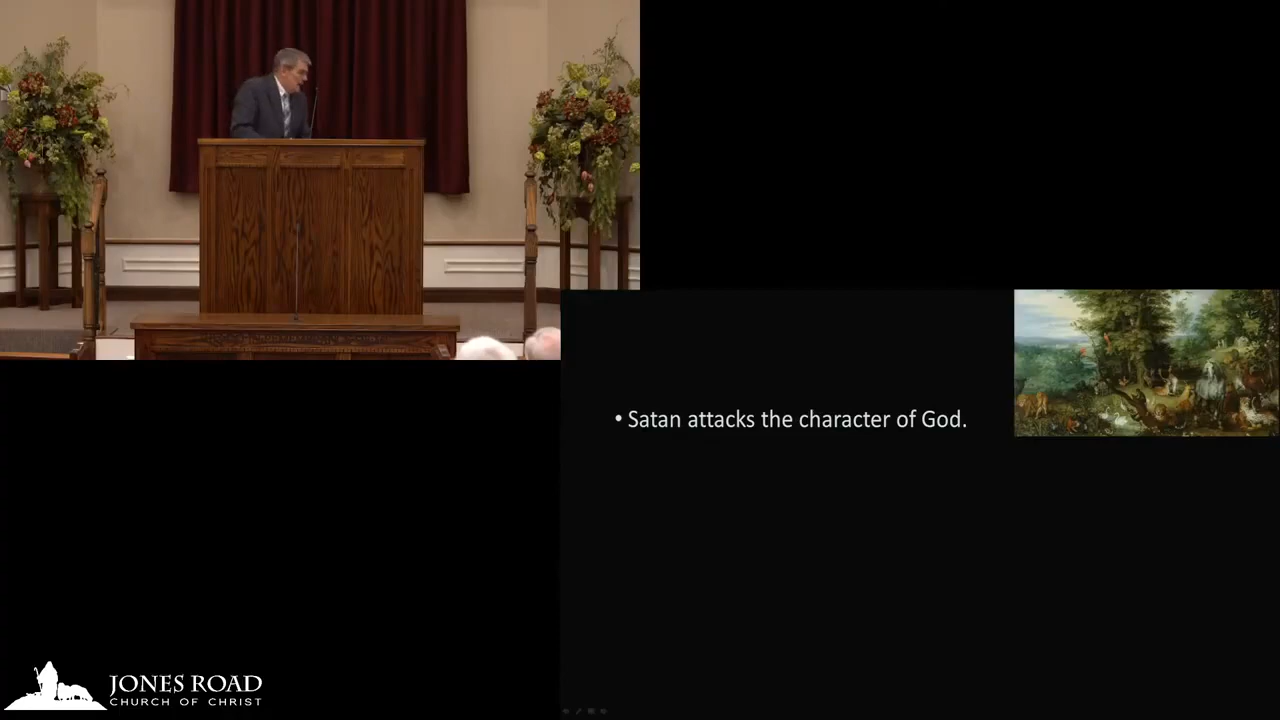 • Satan attacks the character of God.
JONES ROAD
CHURCH OF CHRIST